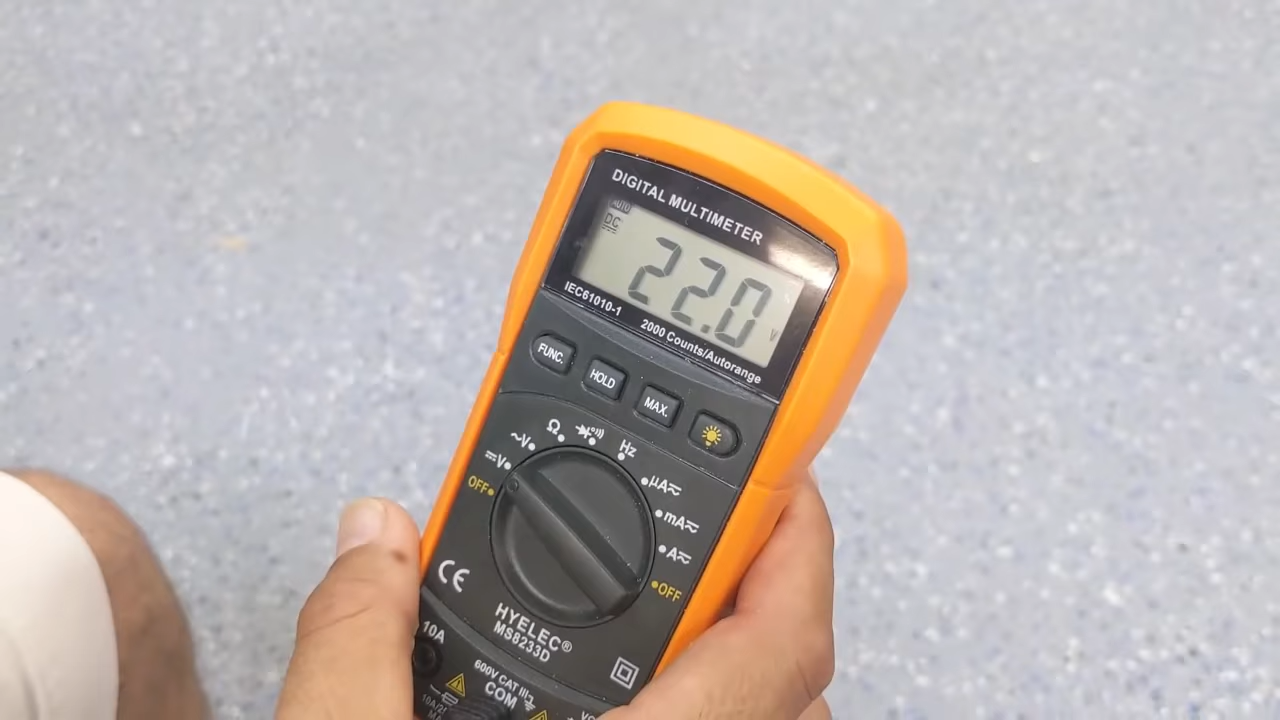 DIGITAL MULTIMETER
AUTO
DC
22.0
V
IEC61010-1
2000 Counts/Autorange
FUNC.
HOLD
MAX.
OFF
V
~V
Ω
Hz
µA
mA
A
OFF
CE
HYELEC®
MS8233D
10A
600V CAT III
COM